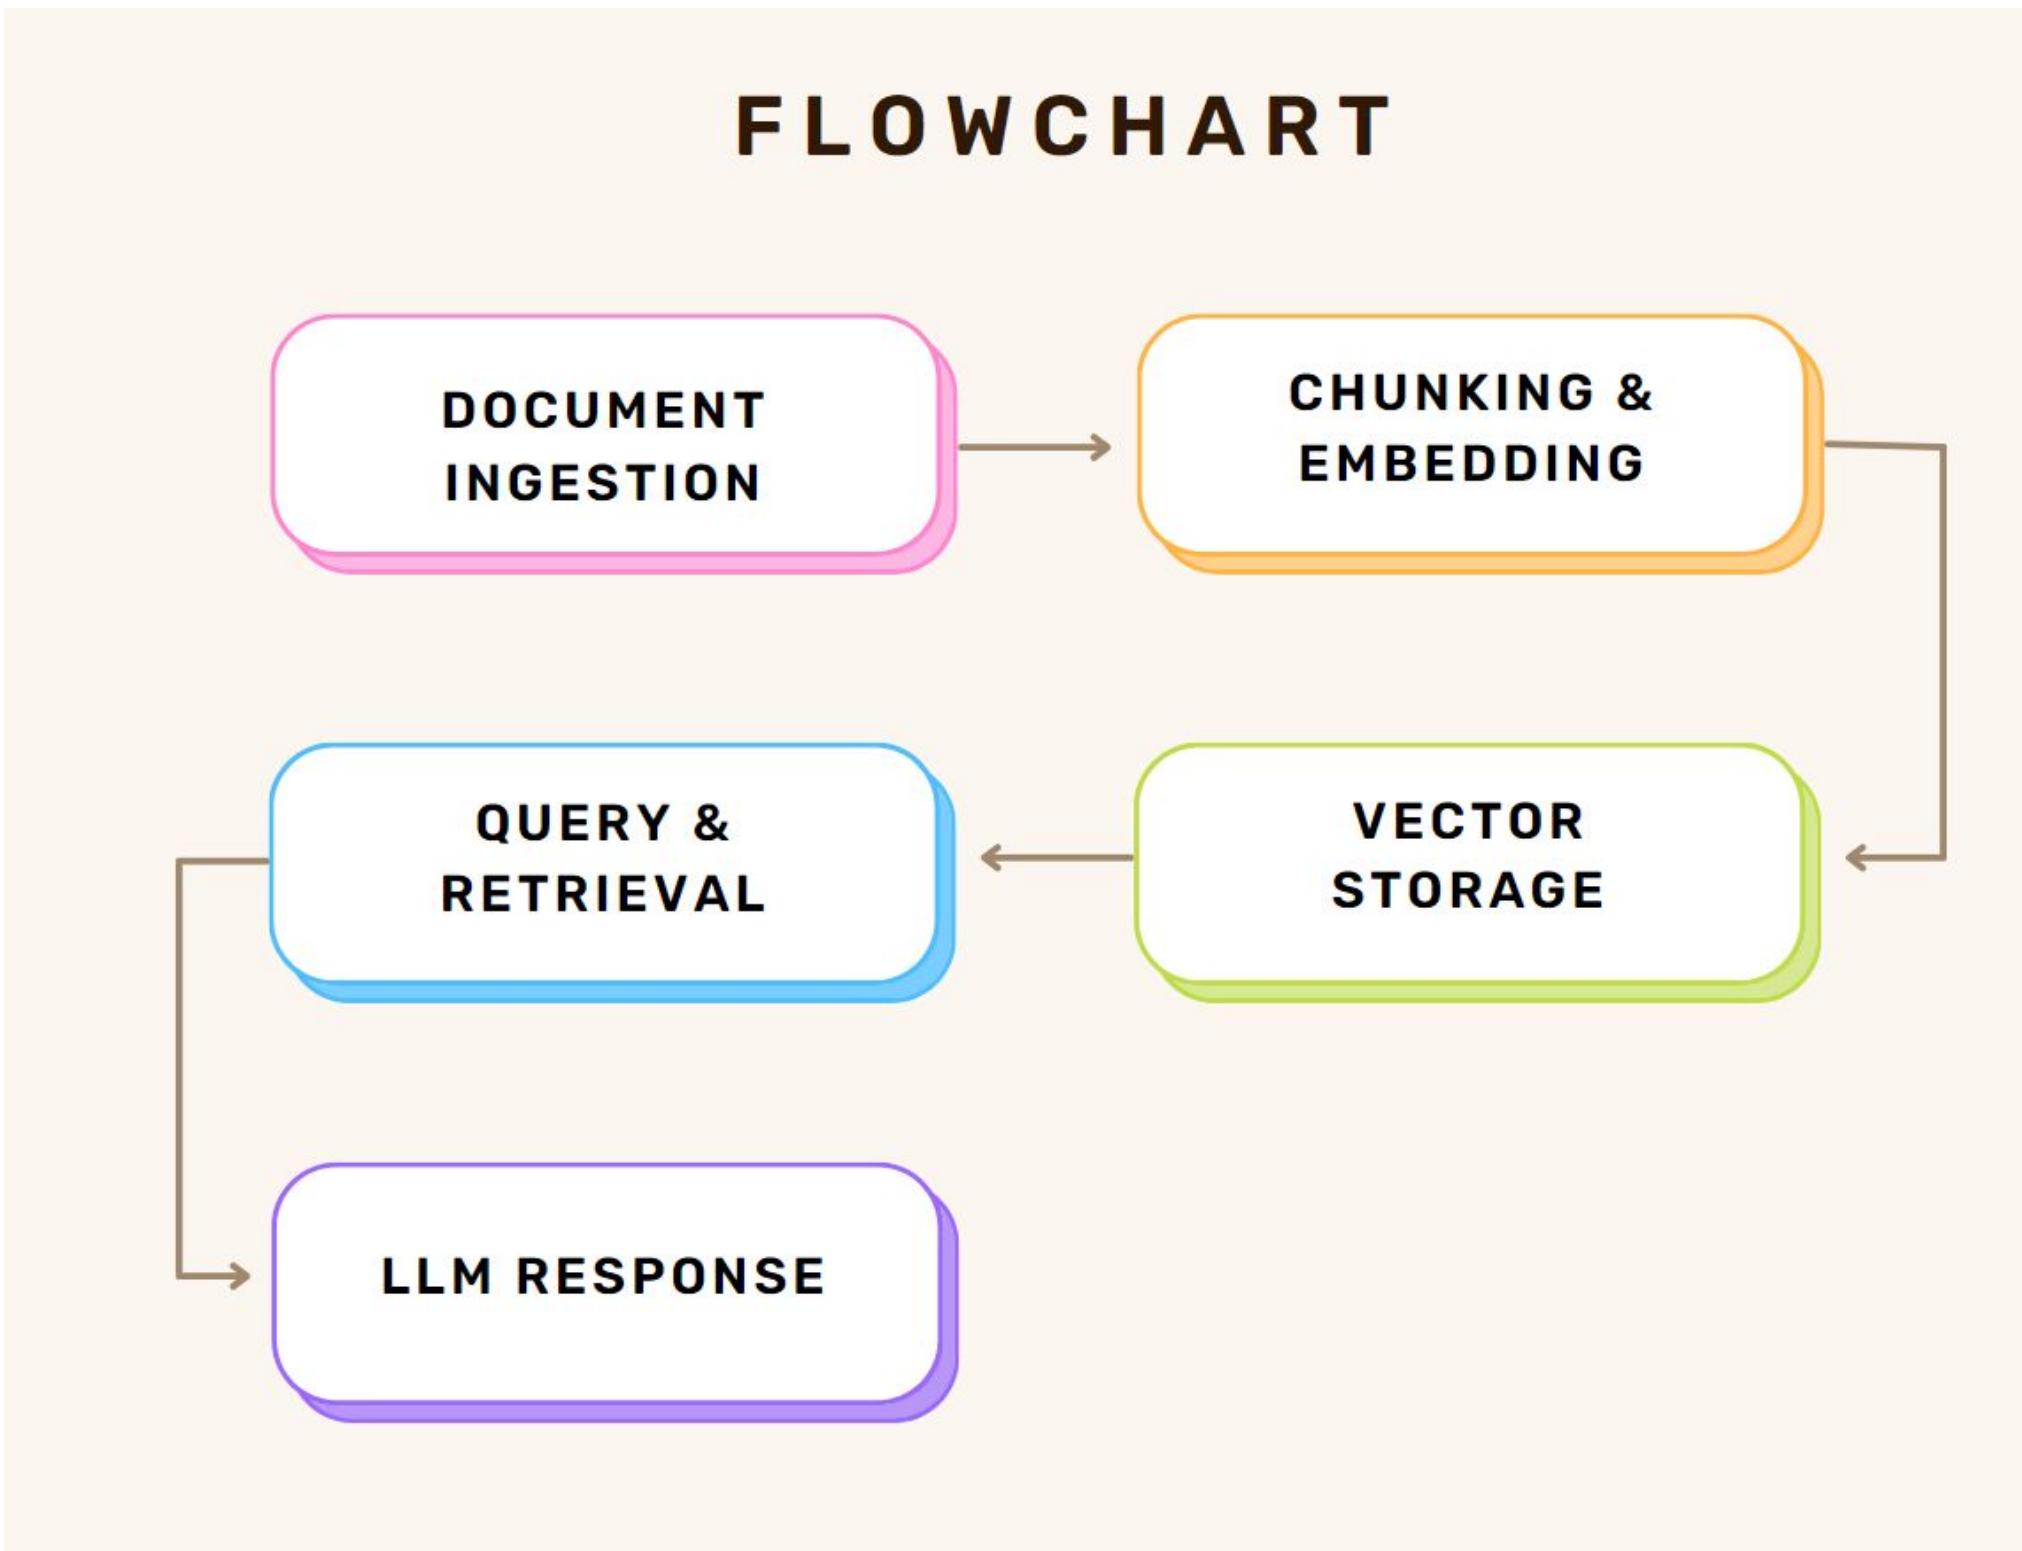 FLOWCHART
DOCUMENT
INGESTION
CHUNKING &
EMBEDDING
VECTOR
STORAGE
QUERY &
RETRIEVAL
LLM RESPONSE